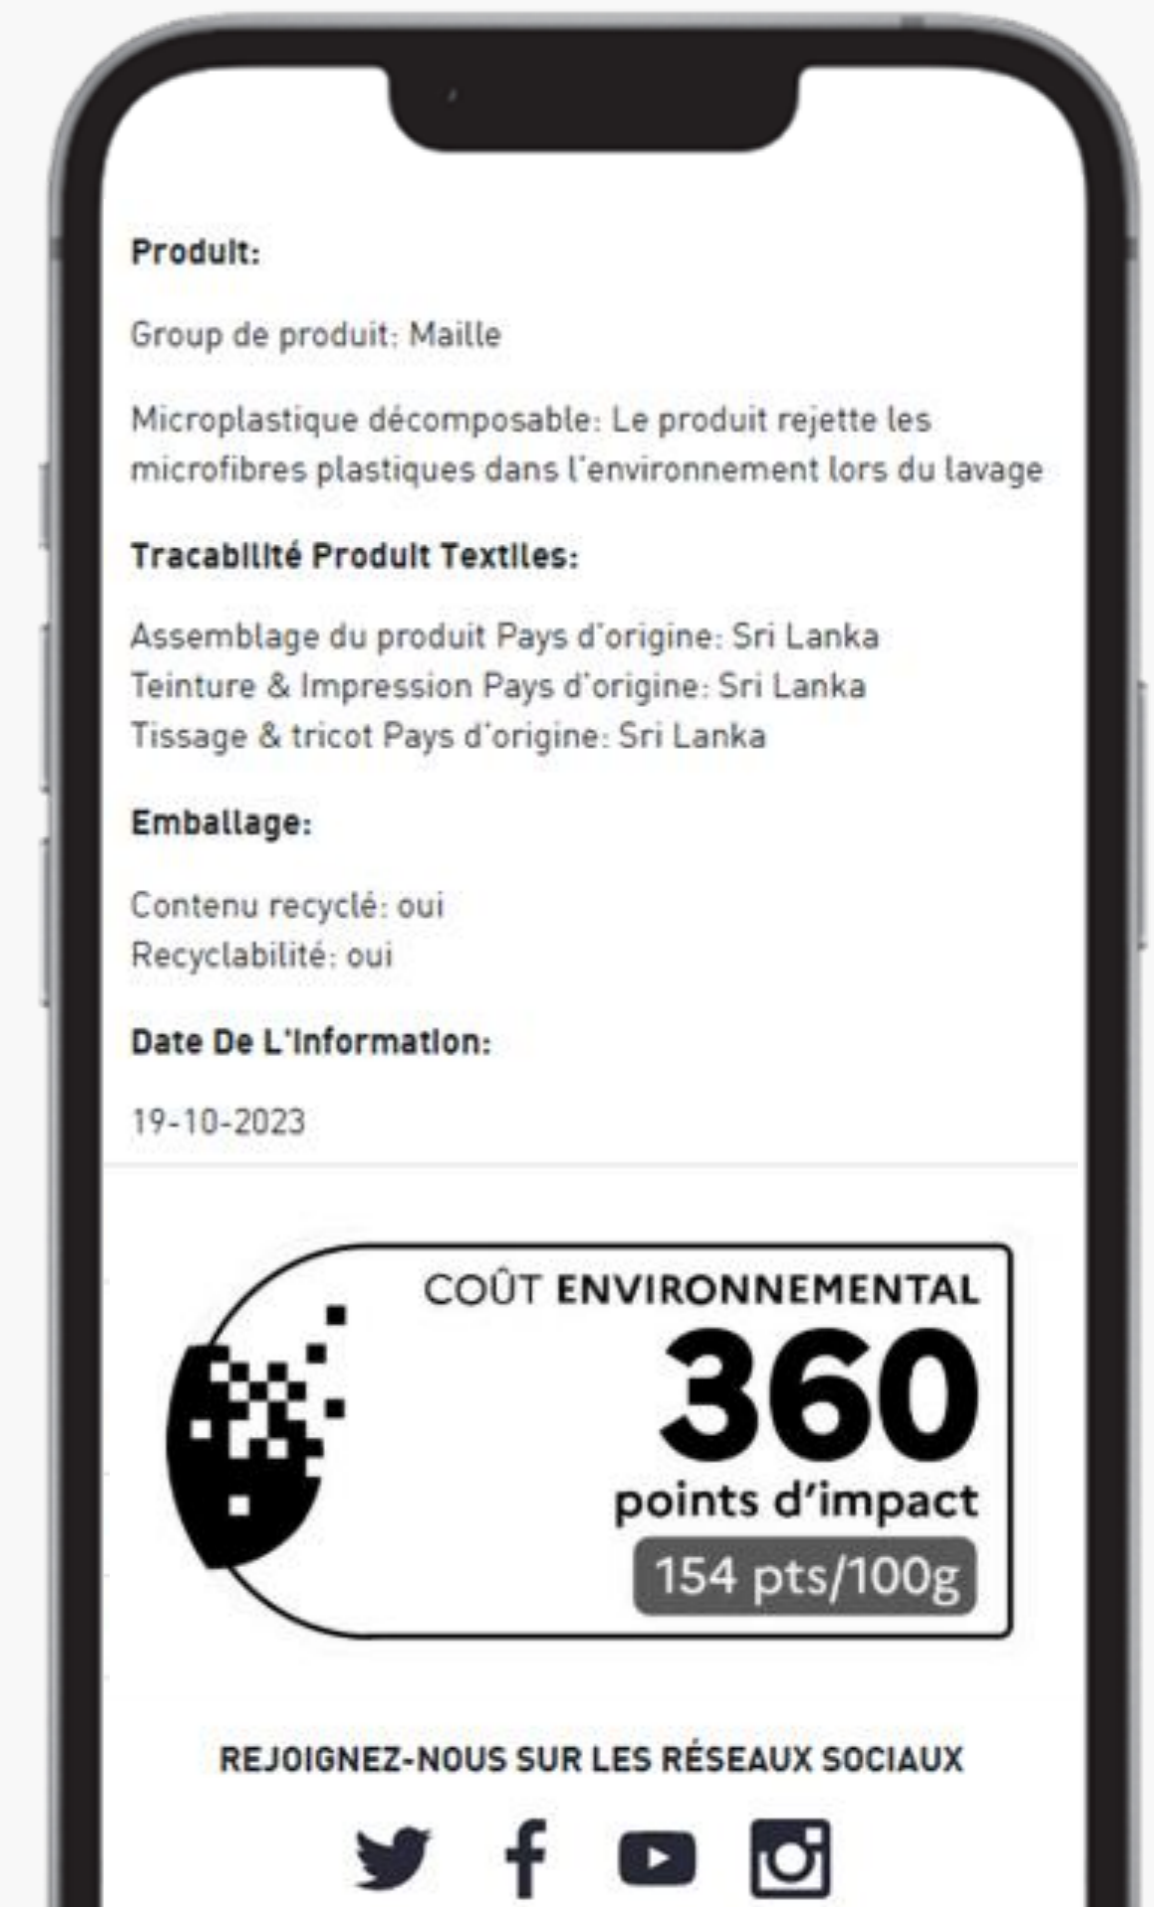 Produit:
Group de produit: Maille
Microplastique décomposable: Le produit rejette les
microfibres plastiques dans l'environnement lors du lavage
Tracabilité Produit Textiles:
Assemblage du produit Pays d'origine: Sri Lanka
Teinture & Impression Pays d'origine: Sri Lanka
Tissage & tricot Pays d'origine: Sri Lanka
Emballage:
Contenu recyclé: oui
Recyclabilité: oui
Date De L'Information:
19-10-2023
COÛT ENVIRONNEMENTAL
360
points d'impact
154 pts/100g
REJOIGNEZ-NOUS SUR LES RÉSEAUX SOCIAUX